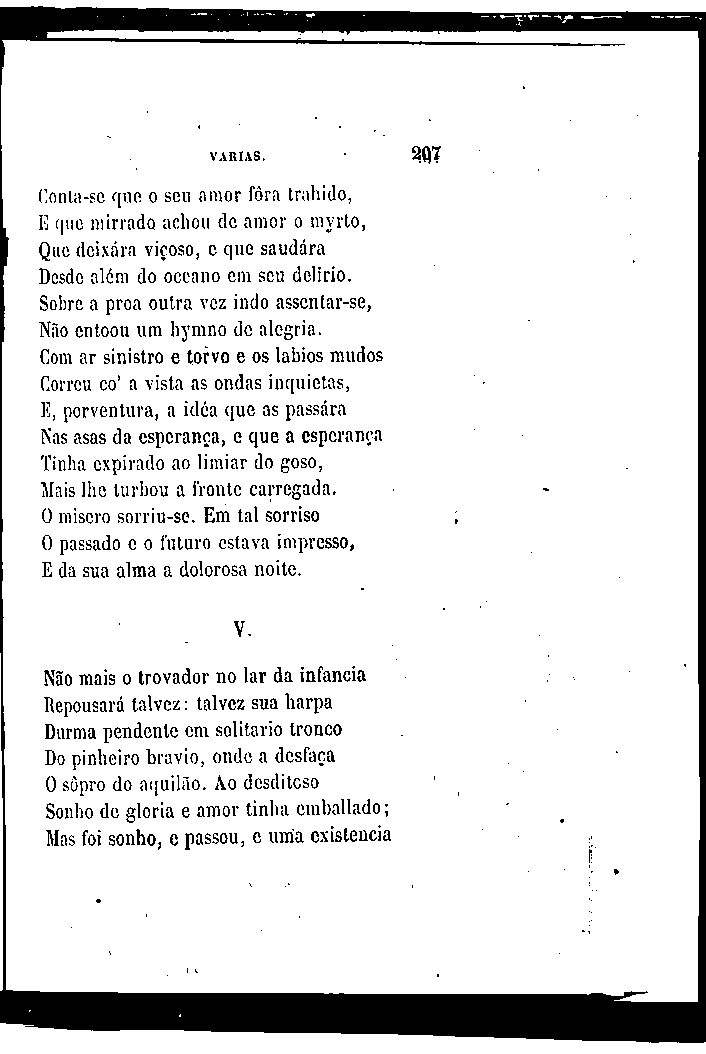 VARIAS. 207
Conta-se que o seu amor fôra trahido,
E que mirrado achou de amor o myrto,
Que deixára viçoso, e que saudára
Desde além do oceano em seu delirio.
Sobre a proa outra vez indo assentar-se,
Não entoou um hymno de alegria.
Com ar sinistro e torvo e os labios mudos
Correu co' a vista as ondas inquietas,
E, porventura, a idéa que as passára
Nas asas da esperança, e que a esperança
Tinha expirado ao limiar do goso,
Mais lhe turbou a fronte carregada.
O misero sorriu-se. Em tal sorriso
O passado e o futuro estava impresso,
E da sua alma a dolorosa noite.
V.
Não mais o trovador no lar da infancia
Repousará talvez: talvez sua harpa
Durma pendente em solitario tronco
Do pinheiro bravio, onde a desfaça
O sôpro do aquilão. Ao desditoso
Sonho de gloria e amor tinha emballado;
Mas foi sonho, e passou, e uma existencia